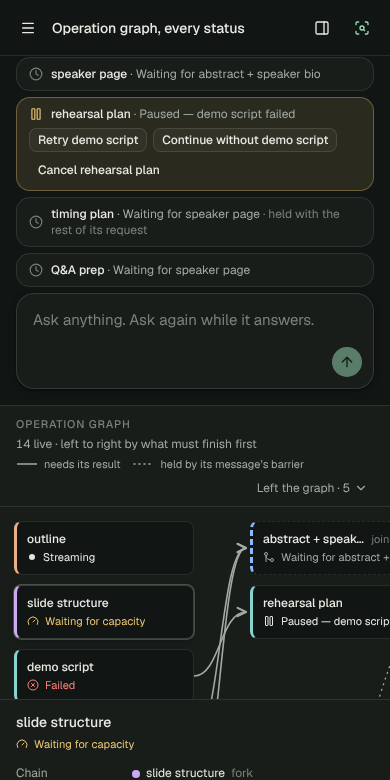 Operation graph, every status
speaker page · Waiting for abstract + speaker bio
rehearsal plan · Paused — demo script failed
Retry demo script
Continue without demo script
Cancel rehearsal plan
timing plan · Waiting for speaker page · held with the
rest of its request
Q&A prep · Waiting for speaker page
Ask anything. Ask again while it answers.
OPERATION GRAPH
14 live · left to right by what must finish first
needs its result
held by its message's barrier
Left the graph · 5
outline
Streaming
abstract + speak... join
Waiting for abstract +
slide structure
Waiting for capacity
rehearsal plan
Paused — demo scrip
demo script
Failed
slide structure
Waiting for capacity
Chain
slide structure fork